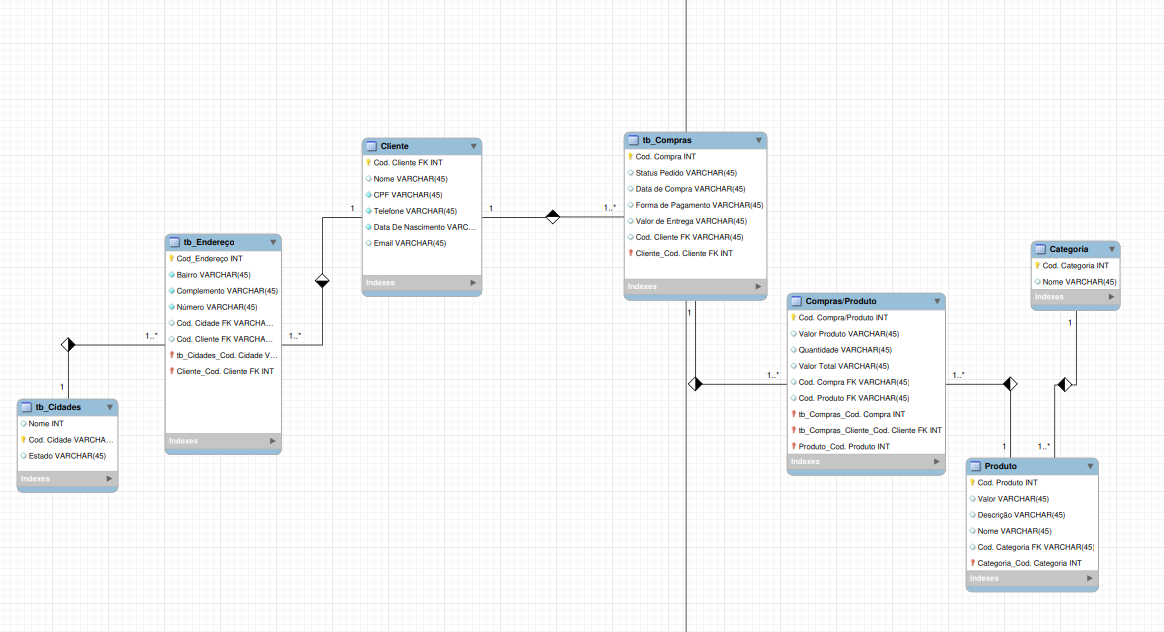 tb_Compras
Cod. Compra INT
Status Pedido VARCHAR(45)
Data de Compra VARCHAR(45)
Forma de Pagamento VARCHAR(45)
Valor de Entrega VARCHAR(45)
Cod. Cliente FK VARCHAR(45)
Cliente_Cod. Cliente FK INT
Indexes
Cliente
Cod. Cliente FK INT
Nome VARCHAR(45)
CPF VARCHAR(45)
Telefone VARCHAR(45)
Data De Nascimento VARC...
Email VARCHAR(45)
Indexes
1
1
1..*
tb_Endereço
Cod_Endereço INT
Bairro VARCHAR(45)
Complemento VARCHAR(45)
Número VARCHAR(45)
Cod. Cidade FK VARCHA...
Cod. Cliente FK VARCHA...
tb_Cidades_Cod. Cidade V...
Cliente_Cod. Cliente FK INT
Indexes
1..*
1..*
1
tb_Cidades
Nome INT
Cod. Cidade VARCHA...
Estado VARCHAR(45)
Indexes
Categoria
Cod. Categoria INT
Nome VARCHAR(45)
Indexes
1
1
Compras/Produto
Cod. Compra/Produto INT
Valor Produto VARCHAR(45)
Quantidade VARCHAR(45)
Valor Total VARCHAR(45)
Cod. Compra FK VARCHAR(45)
Cod. Produto FK VARCHAR(45)
tb_Compras_Cod. Compra INT
tb_Compras_Cliente_Cod. Cliente FK INT
Produto_Cod. Produto INT
Indexes
1..*
1..*
1
1..*
Produto
Cod. Produto INT
Valor VARCHAR(45)
Descrição VARCHAR(45)
Nome VARCHAR(45)
Cod. Categoria FK VARCHAR(45)
Categoria_Cod. Categoria INT
Indexes